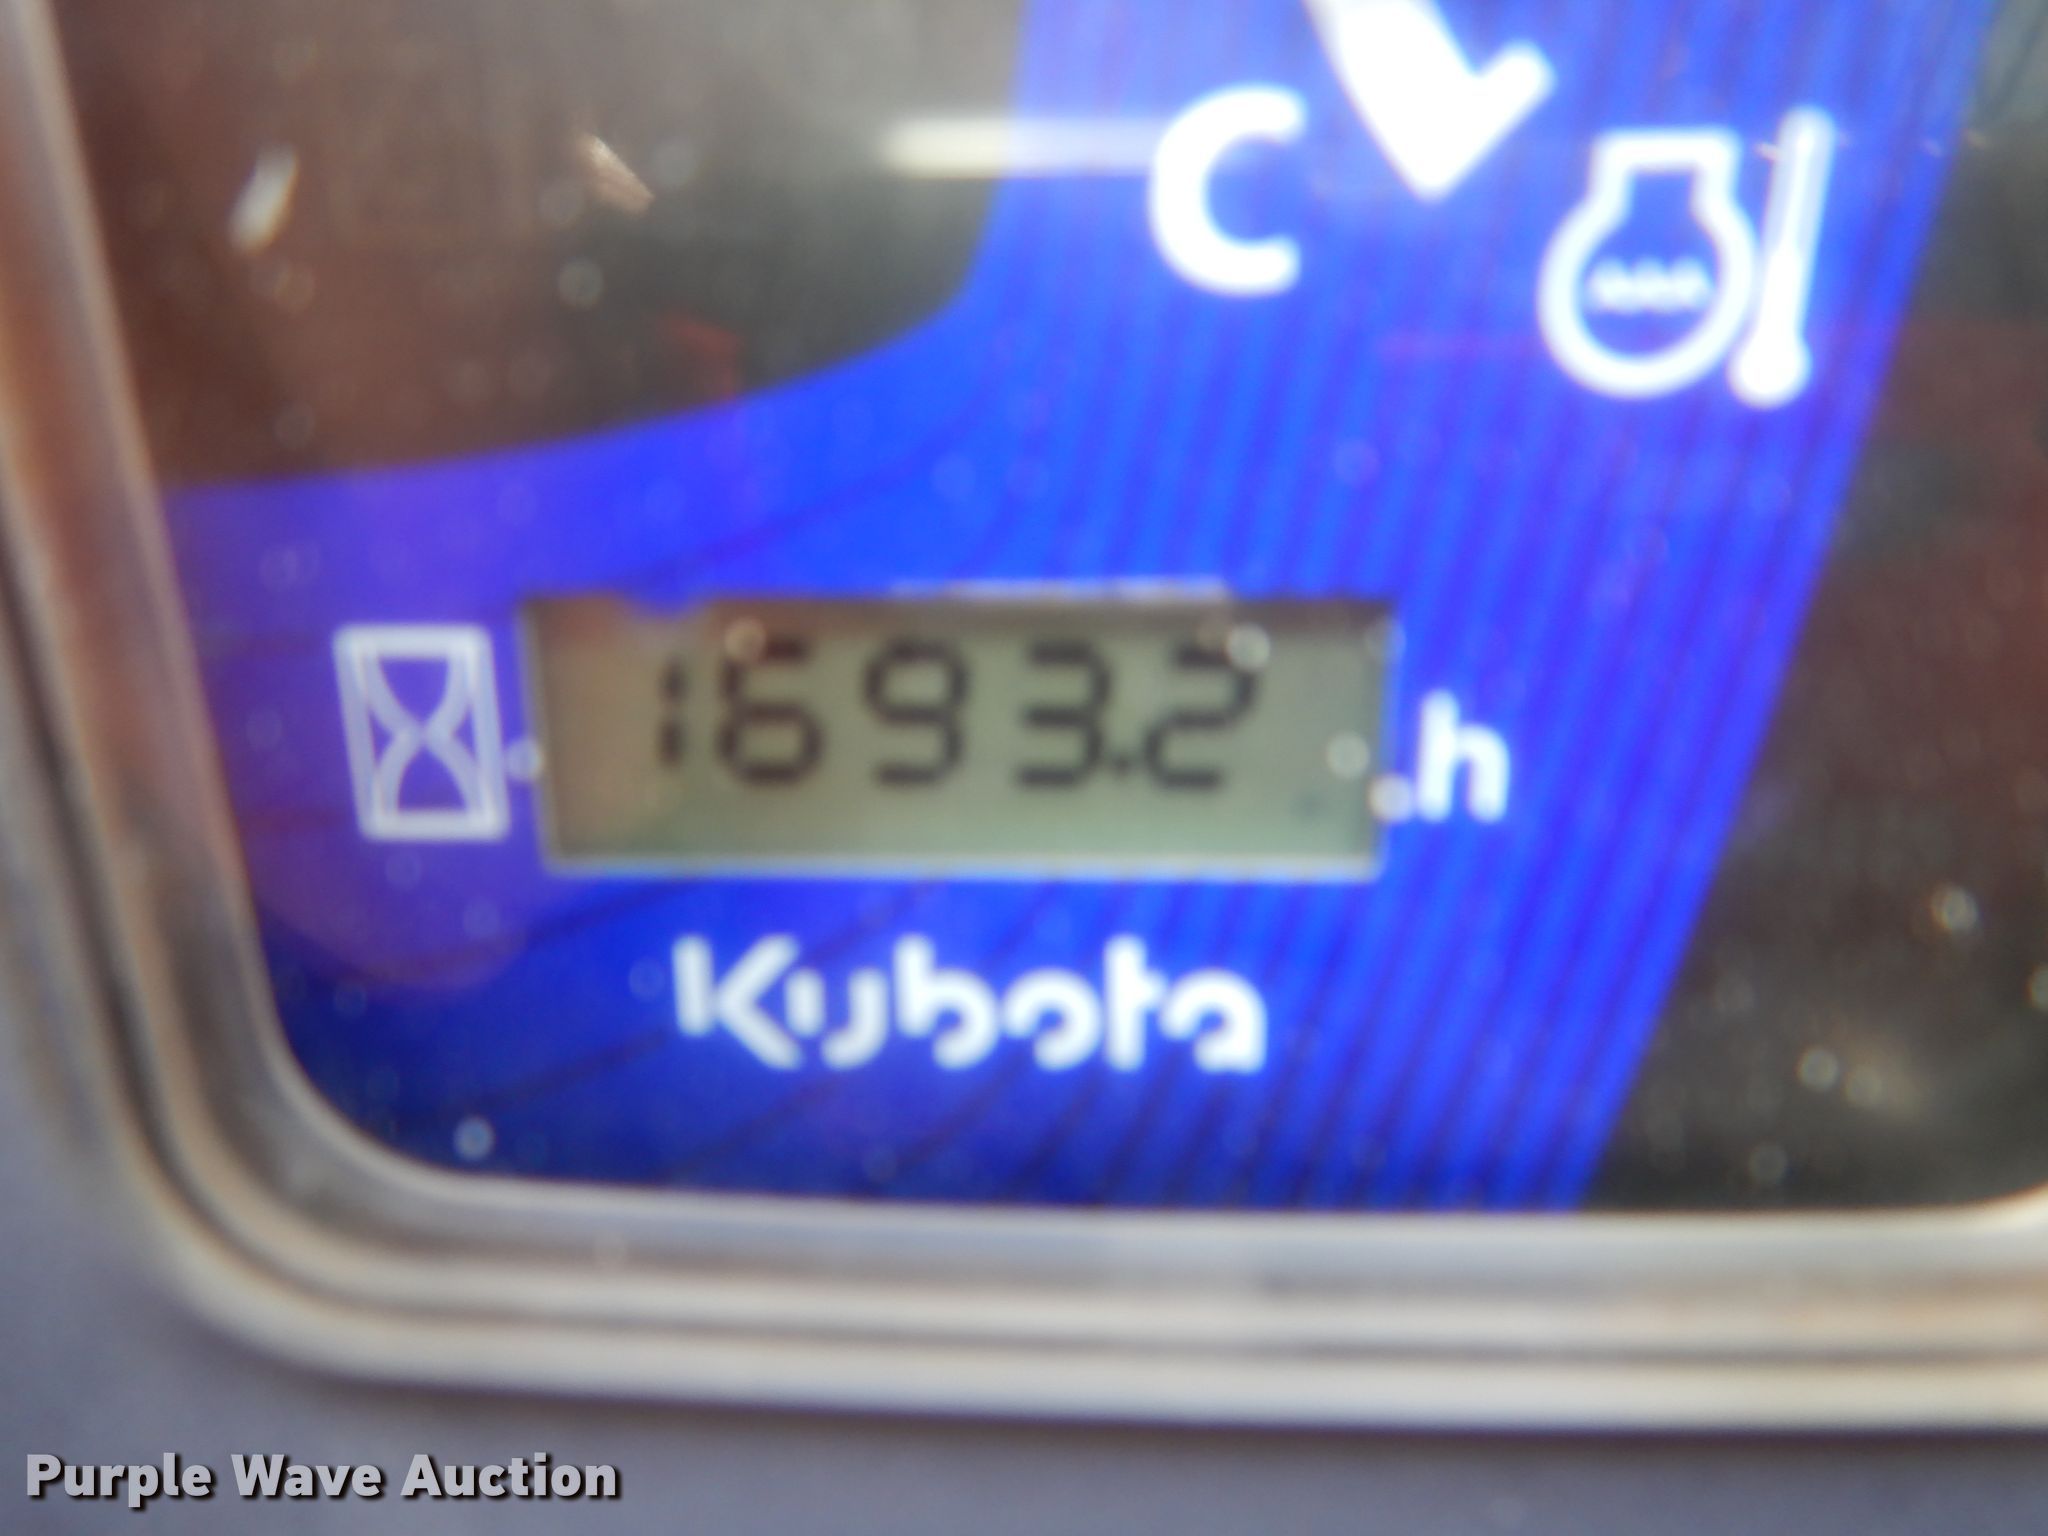 C
1693.2 .h
Kubota
Purple Wave Auction